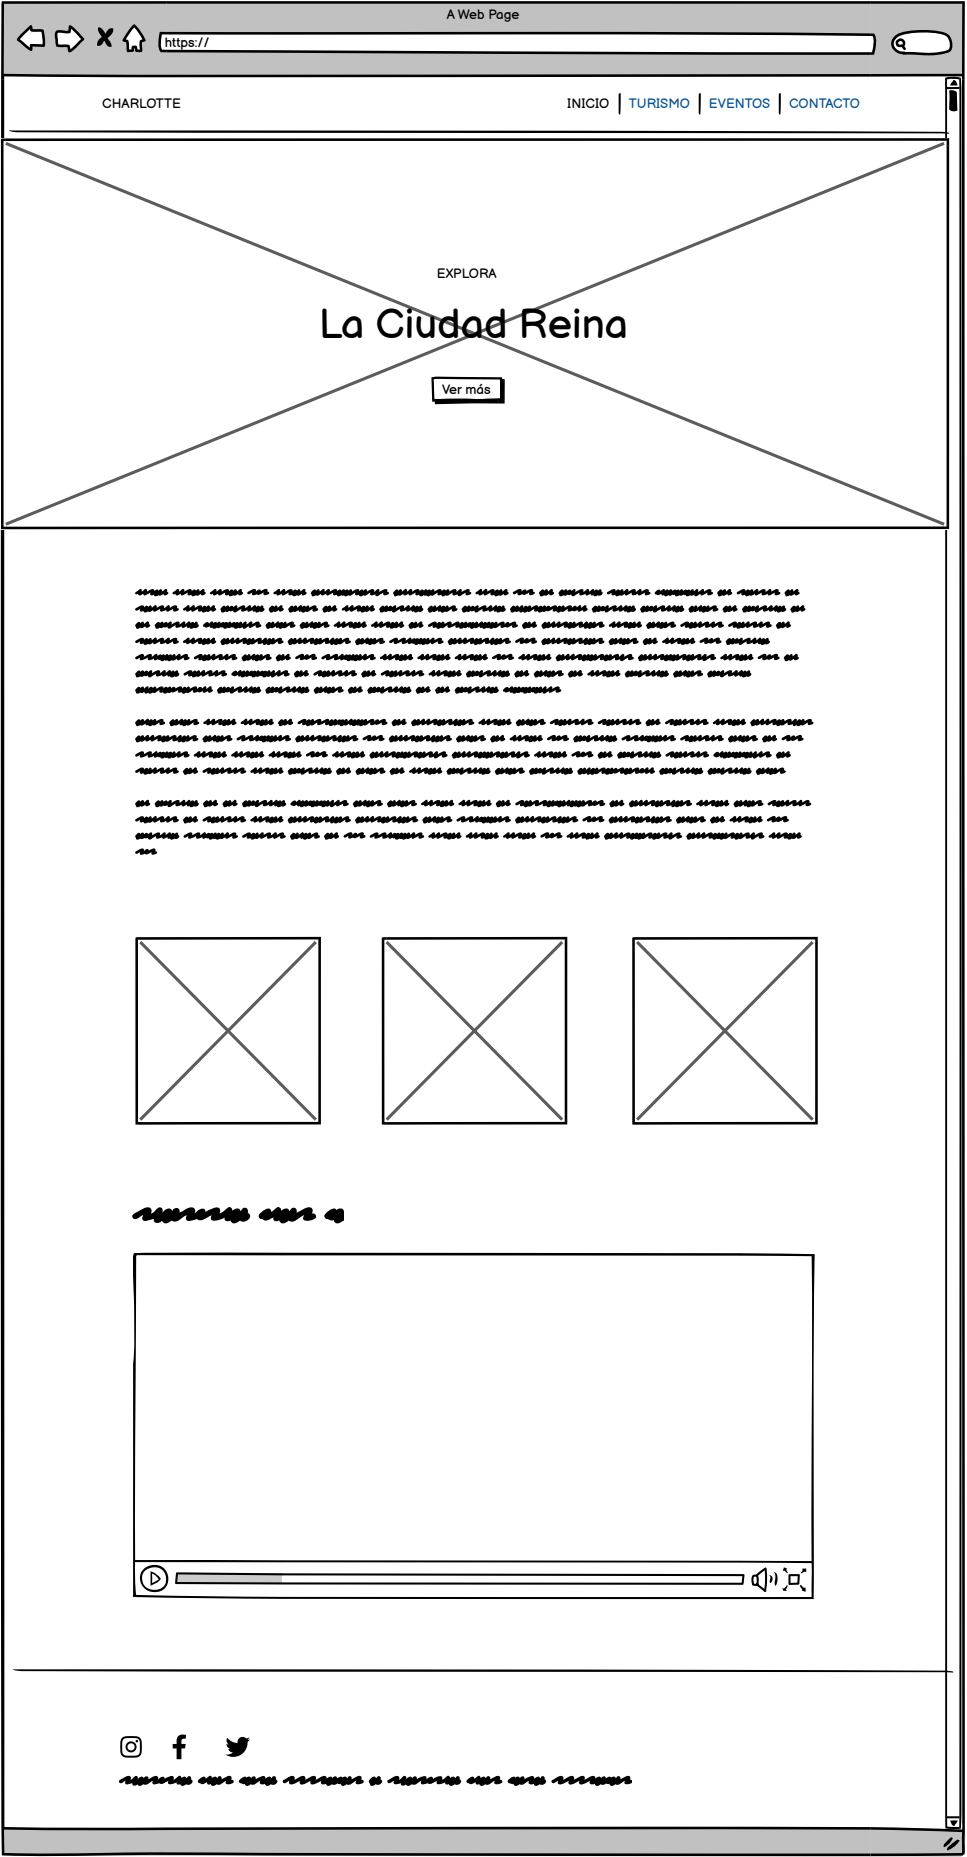 A Web Page
https://
CHARLOTTE
INICIO | TURISMO | EVENTOS | CONTACTO
EXPLORA
La Ciudad Reina
Ver más